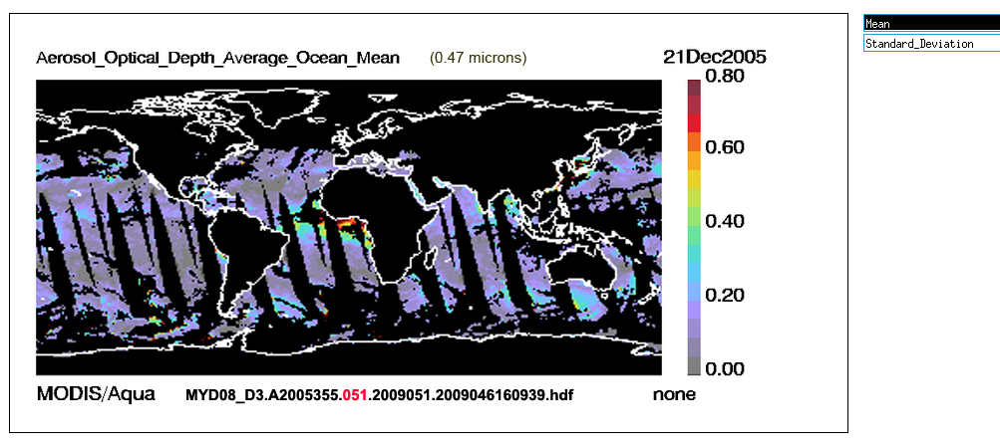 Mean
Standard_Deviation
Aerosol_Optical_Depth_Average_Ocean_Mean (0.47 microns) 21Dec2005
0.80
0.60
0.40
0.20
0.00
MODIS/Aqua MYD08_D3.A2005355.051.2009051.2009046160939.hdf none